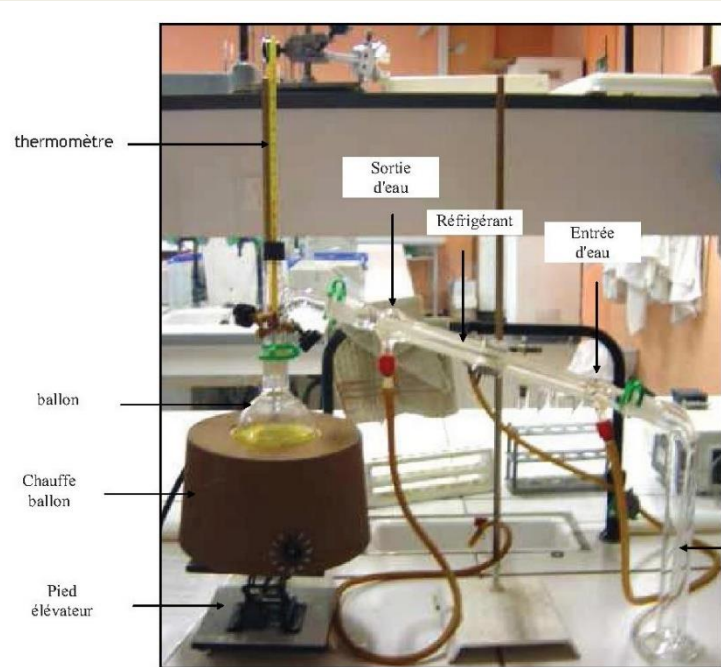 thermomètre
Sortie
d'eau
Réfrigérant
Entrée
d'eau
ballon
Chauffe
ballon
Pied
élévateur